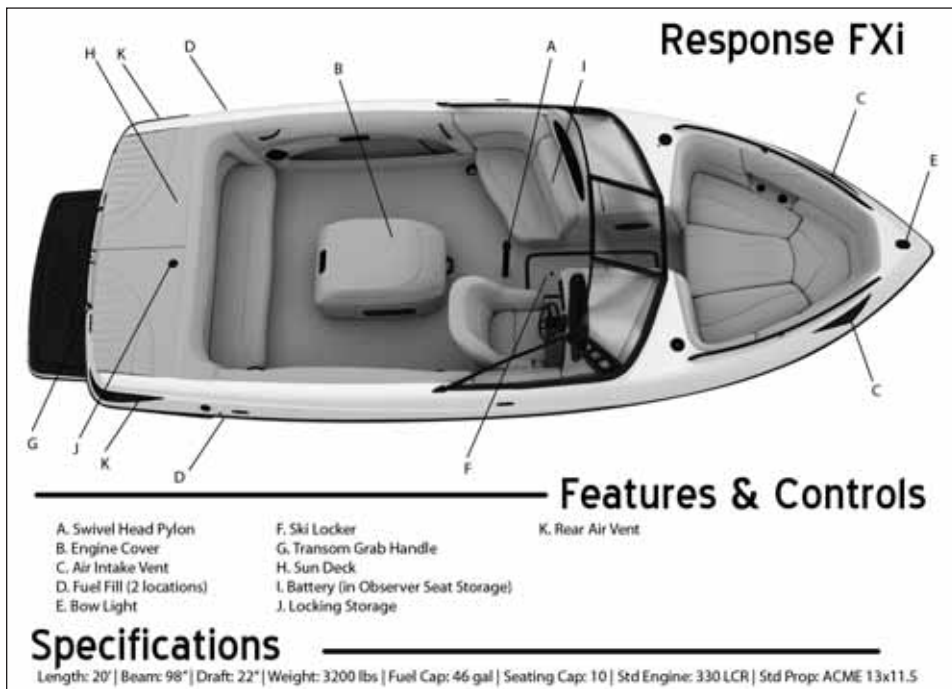 Response FXi
H
K
D
B
A
I
C
E
C
G
J
K
D
F
Features & Controls
A. Swivel Head Pylon
B. Engine Cover
C. Air Intake Vent
D. Fuel Fill (2 locations)
E. Bow Light
F. Ski Locker
G. Transom Grab Handle
H. Sun Deck
I. Battery (in Observer Seat Storage)
J. Locking Storage
K. Rear Air Vent
Specifications
Length: 20' | Beam: 98" | Draft: 22" | Weight: 3200 lbs | Fuel Cap: 46 gal | Seating Cap: 10 | Std Engine: 330 LCR | Std Prop: ACME 13x11.5